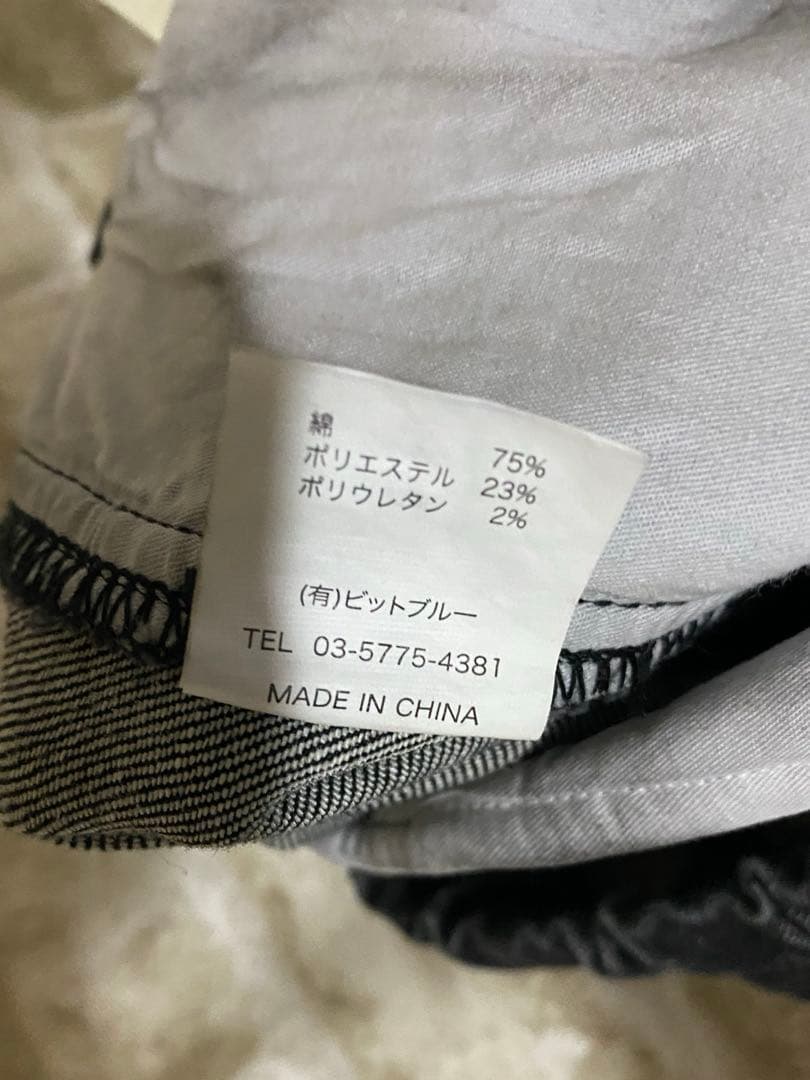 綿 75%
ポリエステル 23%
ポリウレタン 2%
(有)ビットブルー
TEL 03-5775-4381
MADE IN CHINA